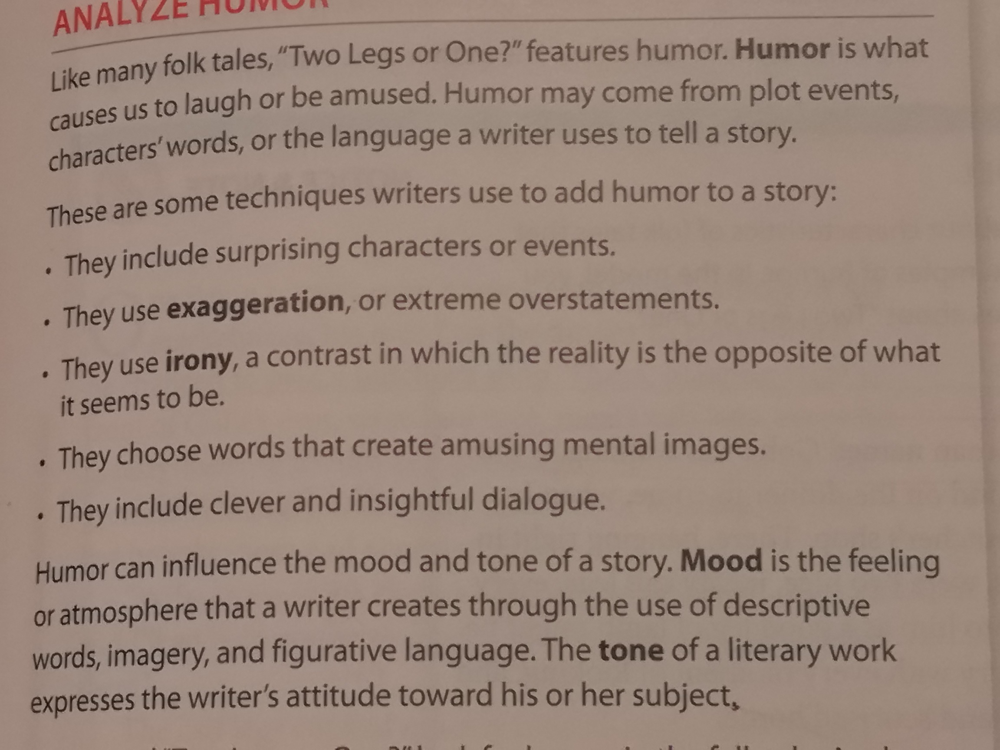 ANALYZE HUMOR
Like many folk tales, “Two Legs or One?” features humor. Humor is what
causes us to laugh or be amused. Humor may come from plot events,
characters’ words, or the language a writer uses to tell a story.
These are some techniques writers use to add humor to a story:
• They include surprising characters or events.
• They use exaggeration, or extreme overstatements.
• They use irony, a contrast in which the reality is the opposite of what
it seems to be.
• They choose words that create amusing mental images.
• They include clever and insightful dialogue.
Humor can influence the mood and tone of a story. Mood is the feeling
or atmosphere that a writer creates through the use of descriptive
words, imagery, and figurative language. The tone of a literary work
expresses the writer’s attitude toward his or her subject.